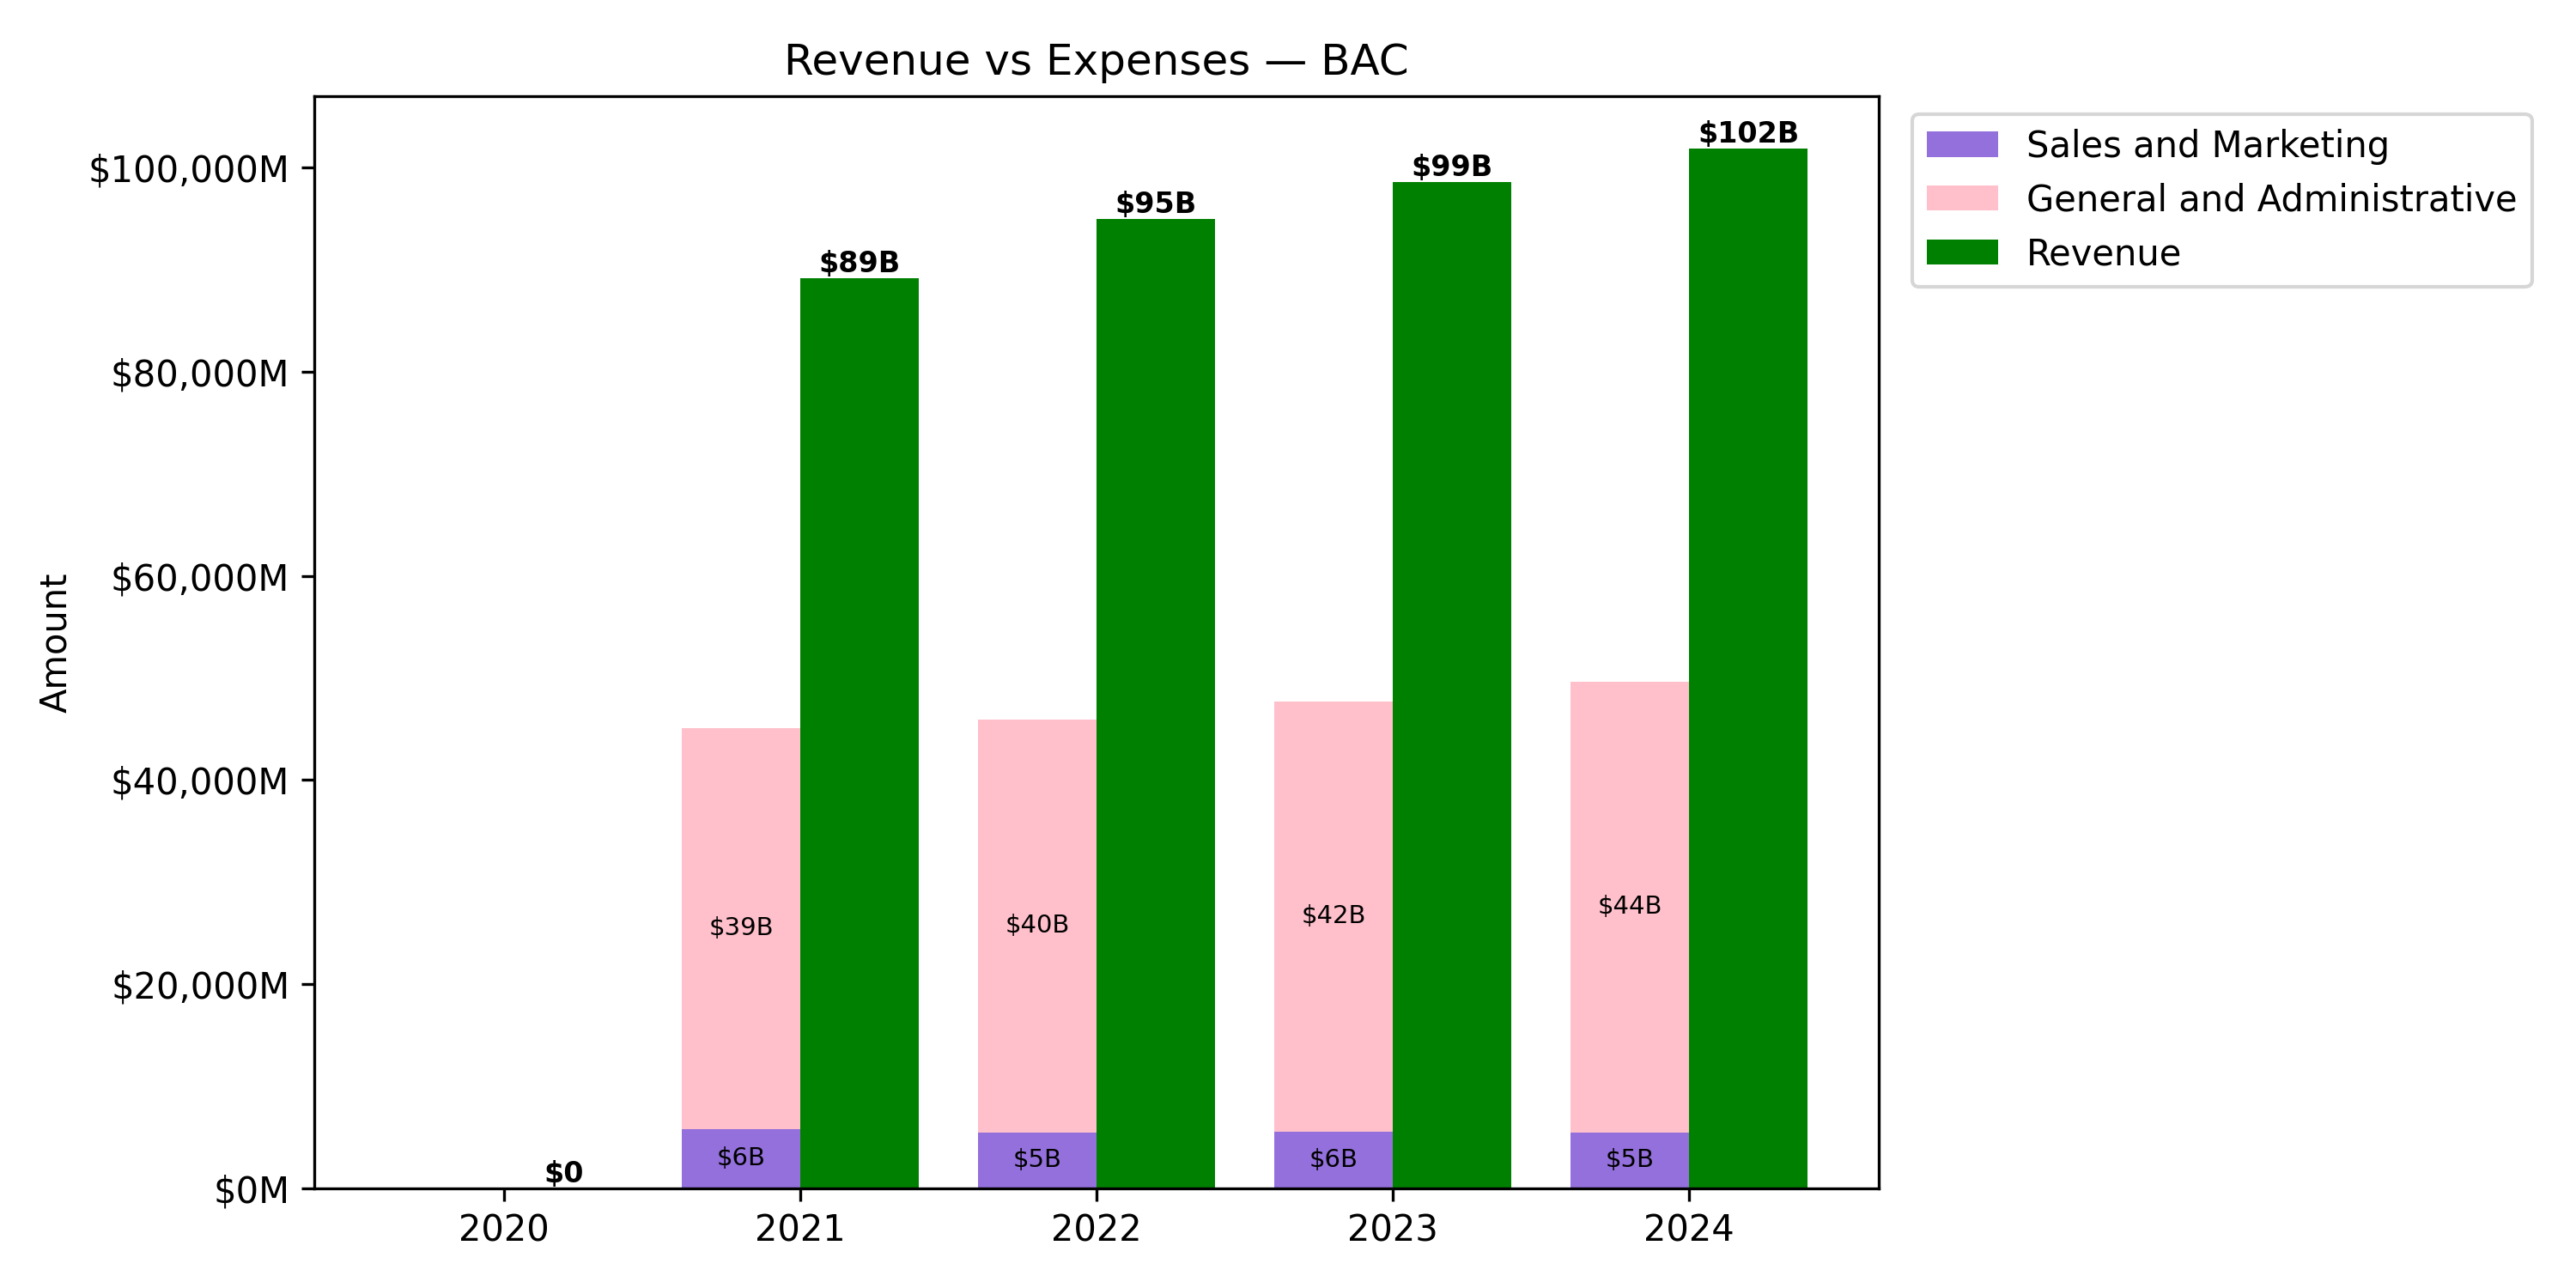 Revenue vs Expenses — BAC
Sales and Marketing
General and Administrative
Revenue
Amount
$100,000M
$80,000M
$60,000M
$40,000M
$20,000M
$0M
$0
$89B
$95B
$99B
$102B
$39B
$40B
$42B
$44B
$6B
$5B
$6B
$5B
2020
2021
2022
2023
2024